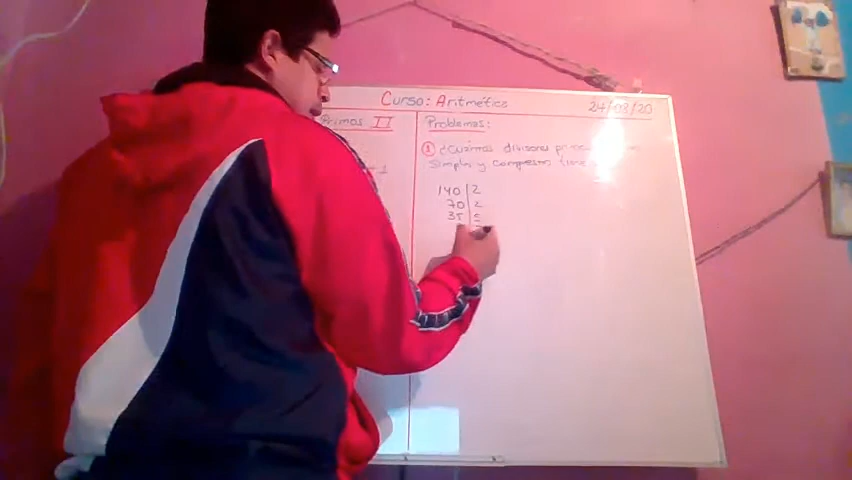 Curso: Aritmética
24/08/20
Primos II
Problemas:
① ¿Cuántos divisores
simples y compuestos
+1
140 | 2
70 | 2
35 | 5